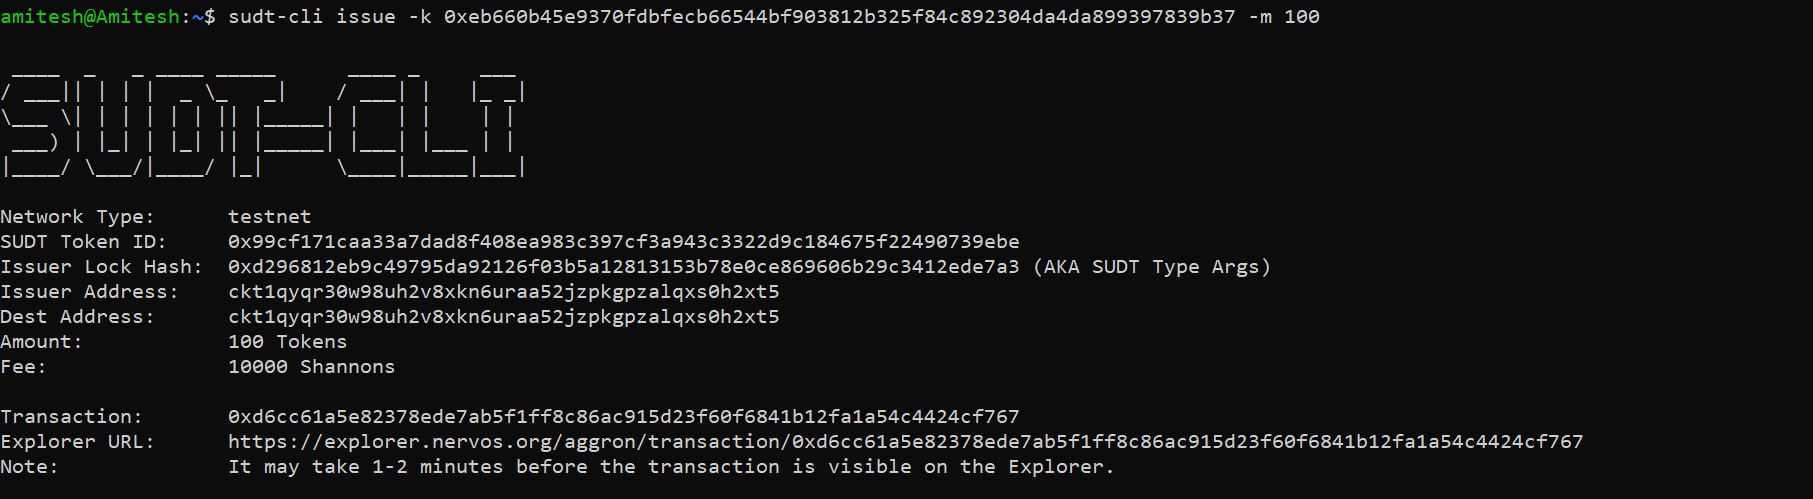 amitesh@Amitesh:~$ sudt-cli issue -k 0xeb660b45e9370fdbfecb66544bf903812b325f84c892304da4da899397839b37 -m 100
SUDT-CLI
Network Type: testnet
SUDT Token ID: 0x99cf171caa33a7dad8f408ea983c397cf3a943c3322d9c184675f22490739ebe
Issuer Lock Hash: 0xd296812eb9c49795da92126f03b5a12813153b78e0ce869606b29c3412ede7a3 (AKA SUDT Type Args)
Issuer Address: ckt1qyqr30w98uh2v8xkn6uraa52jzpkgpzalqxs0h2xt5
Dest Address: ckt1qyqr30w98uh2v8xkn6uraa52jzpkgpzalqxs0h2xt5
Amount: 100 Tokens
Fee: 10000 Shannons
Transaction: 0xd6cc61a5e82378ede7ab5f1ff8c86ac915d23f60f6841b12fa1a54c4424cf767
Explorer URL: https://explorer.nervos.org/aggron/transaction/0xd6cc61a5e82378ede7ab5f1ff8c86ac915d23f60f6841b12fa1a54c4424cf767
Note: It may take 1-2 minutes before the transaction is visible on the Explorer.